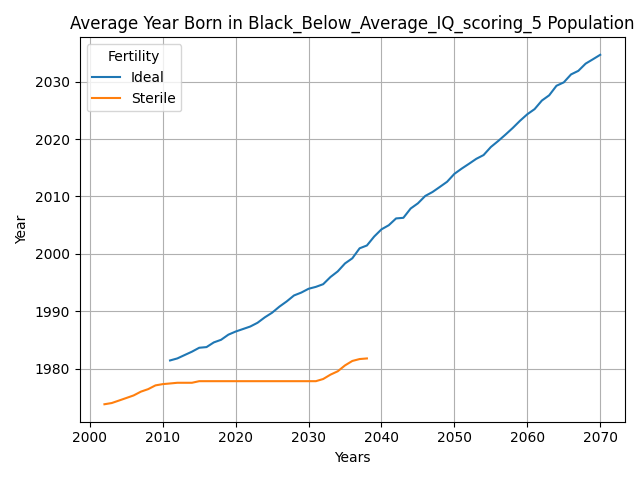 Average Year Born in Black_Below_Average_IQ_scoring_5 Population
Fertility
Ideal
Sterile
Year
2030
2020
2010
2000
1990
1980
2000 2010 2020 2030 2040 2050 2060 2070
Years